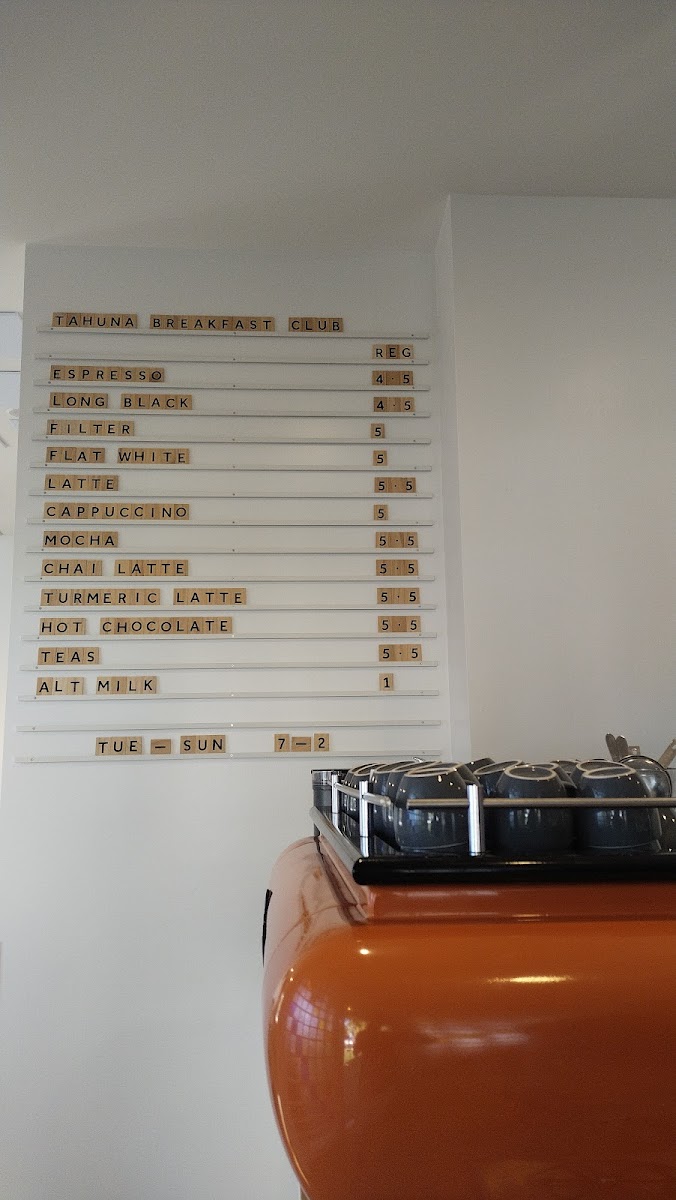 TAHUNA BREAKFAST CLUB
REG
ESPRESSO 4.5
LONG BLACK 4.5
FILTER 5
FLAT WHITE 5
LATTE 5.5
CAPPUCCINO 5
MOCHA 5.5
CHAI LATTE 5.5
TURMERIC LATTE 5.5
HOT CHOCOLATE 5.5
TEAS 5.5
ALT MILK 1
TUE — SUN 7 — 2